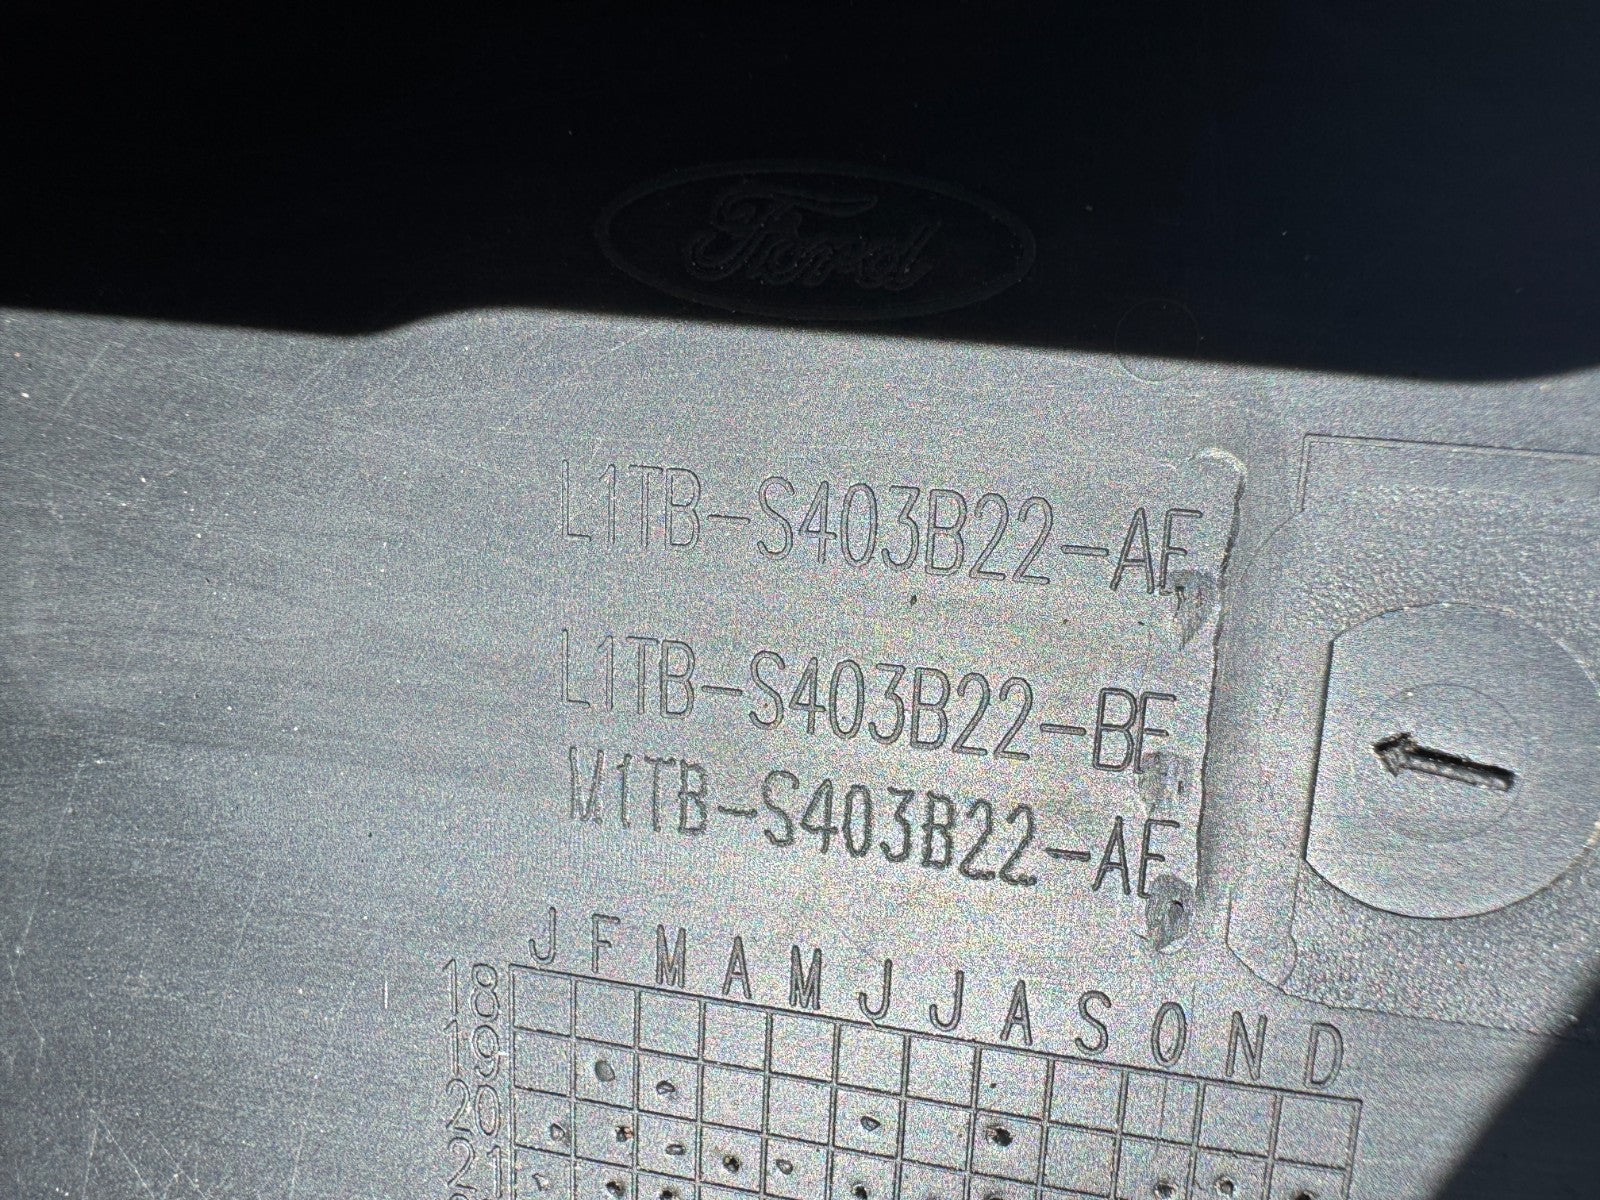 Ford
L1TB-S403B22-AE
L1TB-S403B22-BE
M1TB-S403B22-AE
J F M A M J J A S O N D
18
19
20
21